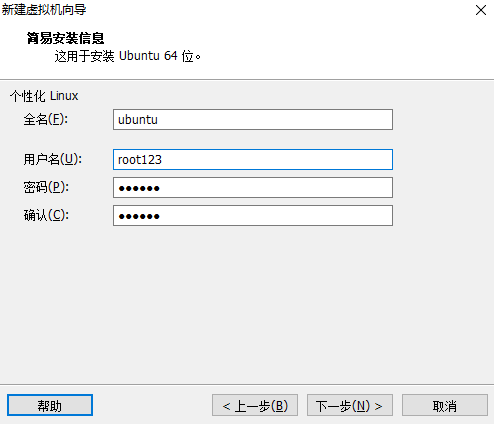 新建虚拟机向导
简易安装信息
这用于安装 Ubuntu 64 位。
个性化 Linux
全名(F): ubuntu
用户名(U): root123
密码(P): ●●●●●●
确认(C): ●●●●●●
帮助 < 上一步(B) 下一步(N) > 取消